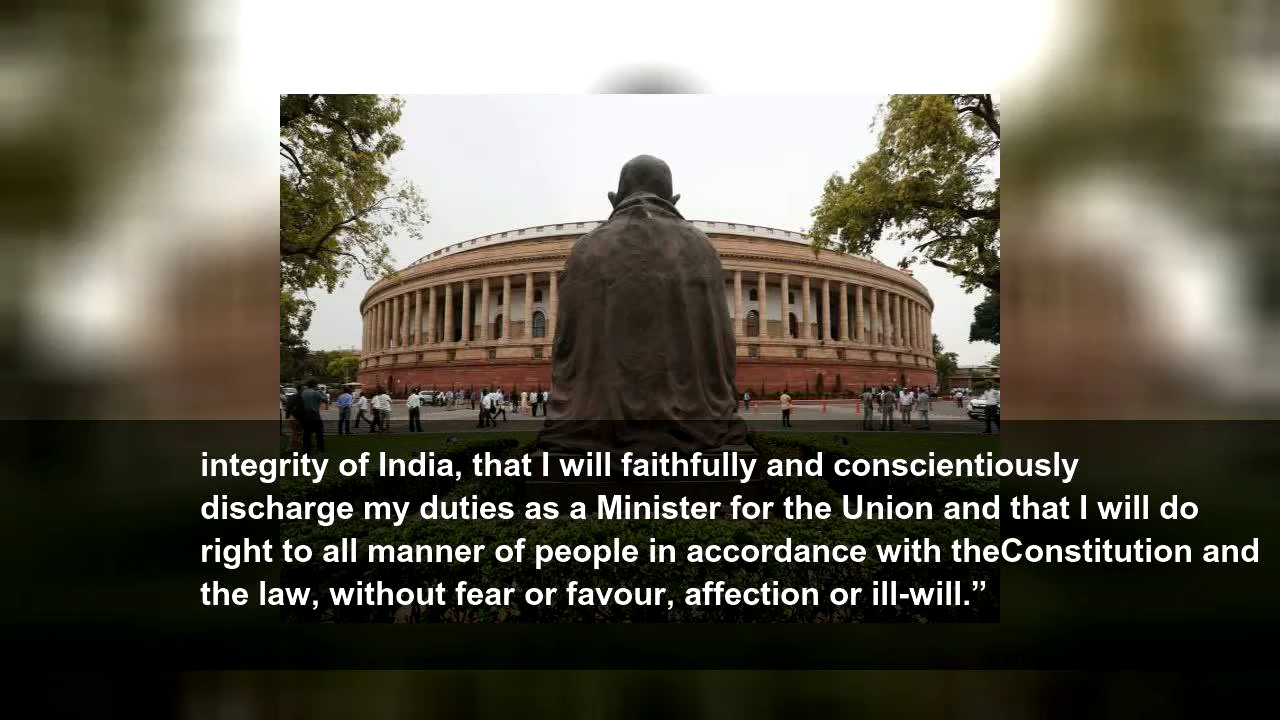 integrity of India, that I will faithfully and conscientiously
discharge my duties as a Minister for the Union and that I will do
right to all manner of people in accordance with theConstitution and
the law, without fear or favour, affection or ill-will.”